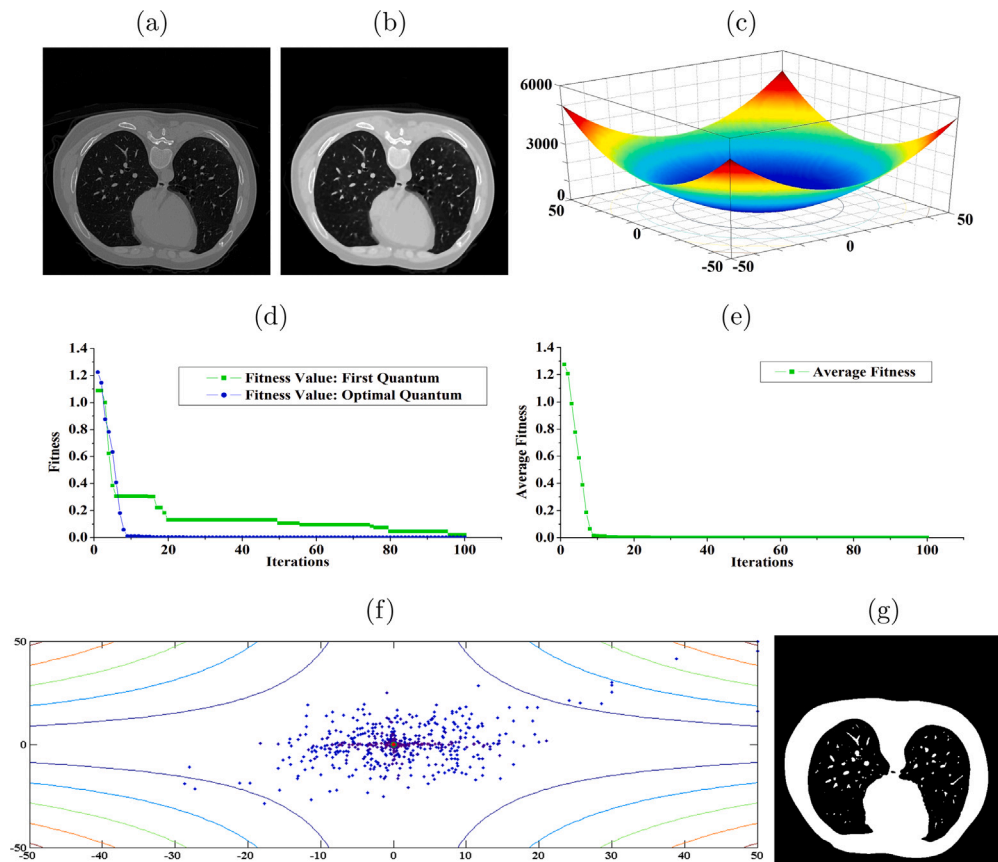 (a)
(b)
(c)
6000
3000
0
50
0
-50
-50
0
50
(d)
1.4
1.2
1.0
0.8
0.6
0.4
0.2
0.0
Fitness
Fitness Value: First Quantum
Fitness Value: Optimal Quantum
0 20 40 60 80 100
Iterations
(e)
1.4
1.2
1.0
0.8
0.6
0.4
0.2
0.0
Average Fitness
Average Fitness
0 20 40 60 80 100
Iterations
(f)
50
0
-50
-50 -40 -30 -20 -10 0 10 20 30 40 50
(g)